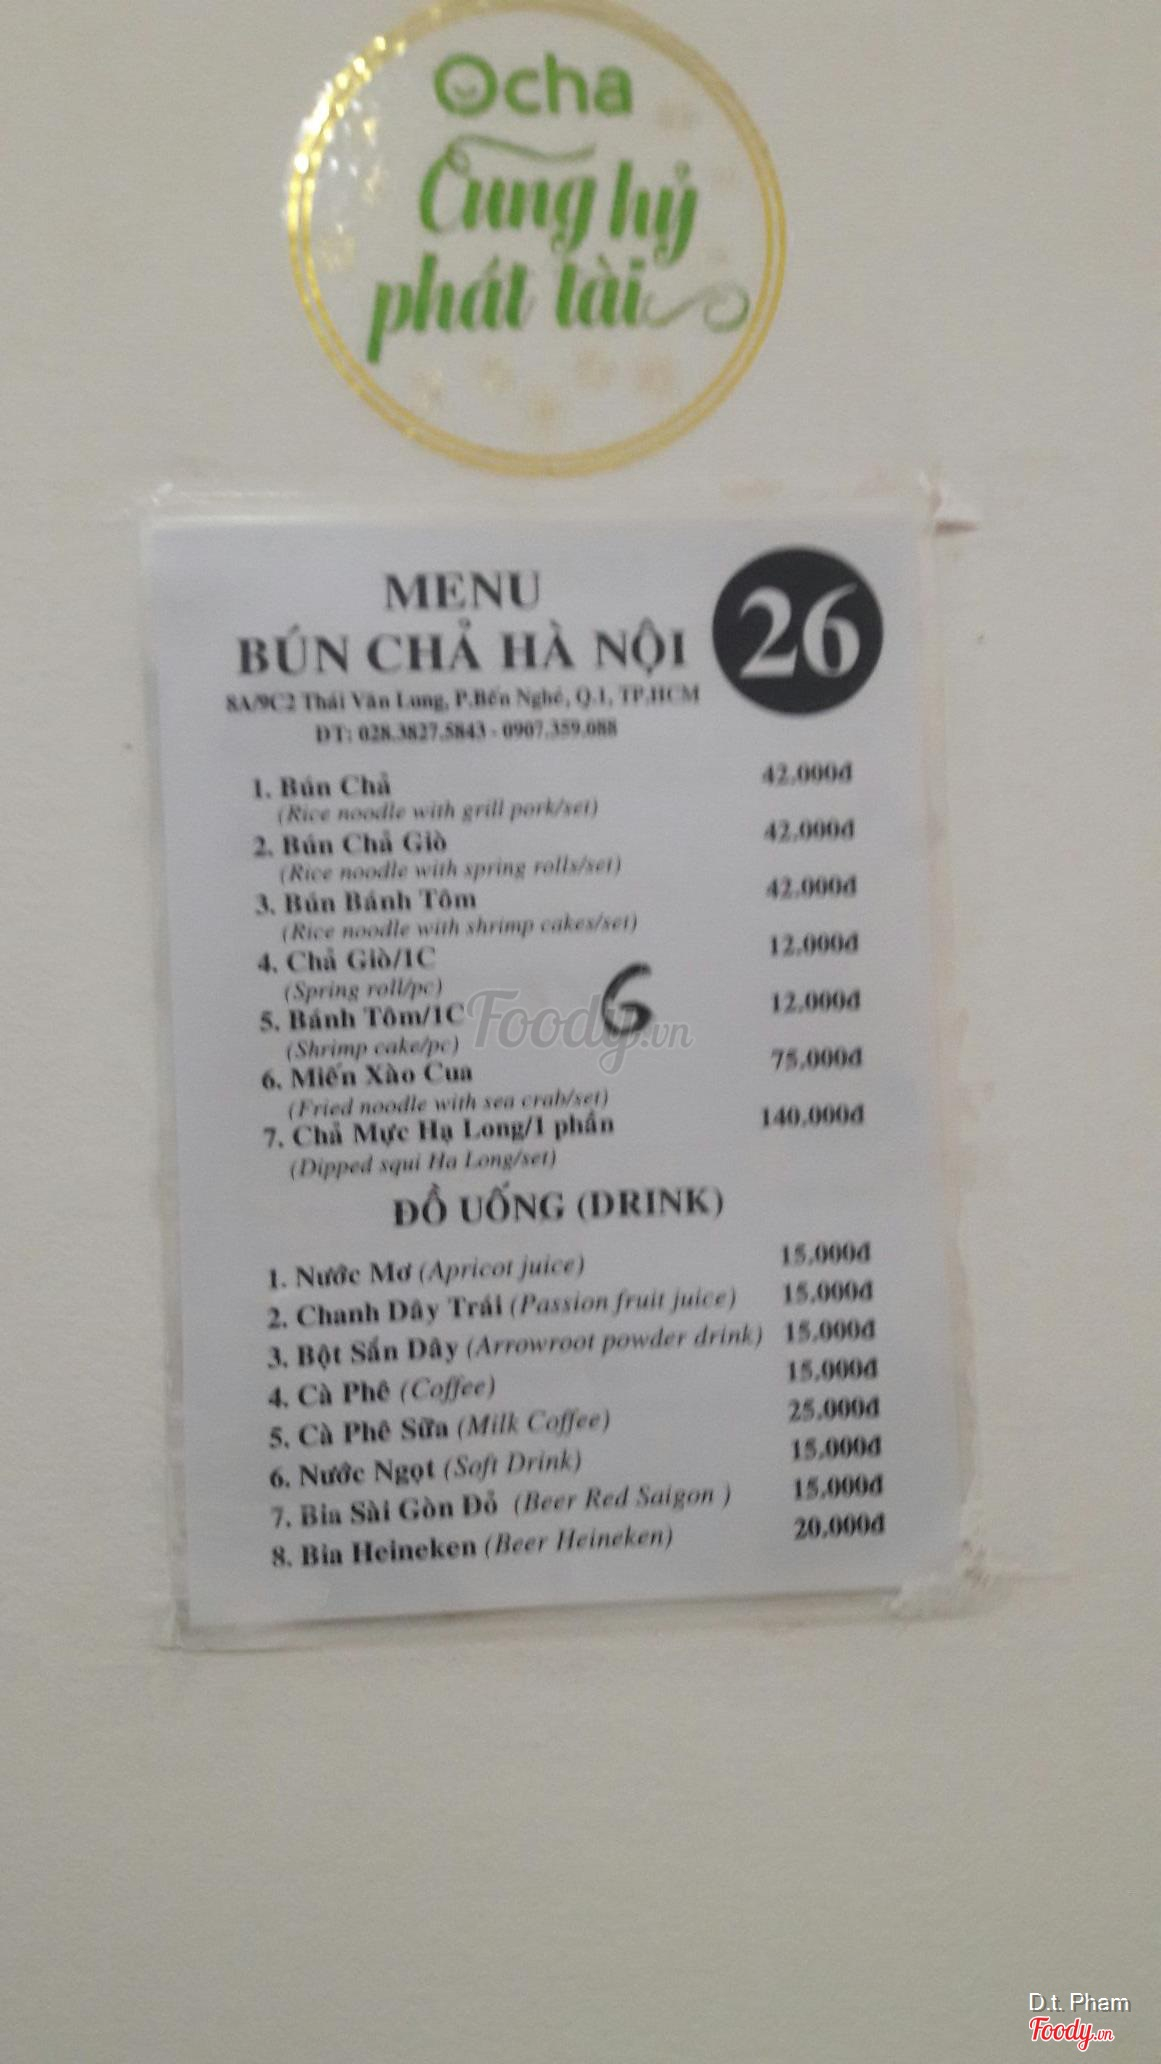 Ocha
Cung hỷ
phát tài
MENU
BÚN CHẢ HÀ NỘI
26
8A/9C2 Thái Văn Lung, P.Bến Nghé, Q.1, TP.HCM
ĐT: 028.3827.5843 - 0907.359.088
1. Bún Chả 42.000đ
(Rice noodle with grill pork/set)
2. Bún Chả Giò 42.000đ
(Rice noodle with spring rolls/set)
3. Bún Bánh Tôm 42.000đ
(Rice noodle with shrimp cakes/set)
4. Chả Giò/1C 12.000đ
(Spring roll/pc)
5. Bánh Tôm/1C 12.000đ
Foody.vn
6
(Shrimp cake/pc)
6. Miến Xào Cua 75.000đ
(Fried noodle with sea crab/set)
7. Chả Mực Hạ Long/1 phần 140.000đ
(Dipped squi Ha Long/set)
ĐỒ UỐNG (DRINK)
1. Nước Mơ (Apricot juice) 15.000đ
2. Chanh Dây Trái (Passion fruit juice) 15.000đ
3. Bột Sắn Dây (Arrowroot powder drink) 15.000đ
4. Cà Phê (Coffee) 15.000đ
5. Cà Phê Sữa (Milk Coffee) 25.000đ
6. Nước Ngọt (Soft Drink) 15.000đ
7. Bia Sài Gòn Đỏ (Beer Red Saigon ) 15.000đ
8. Bia Heineken (Beer Heineken) 20.000đ
D.t. Pham
Foody.vn